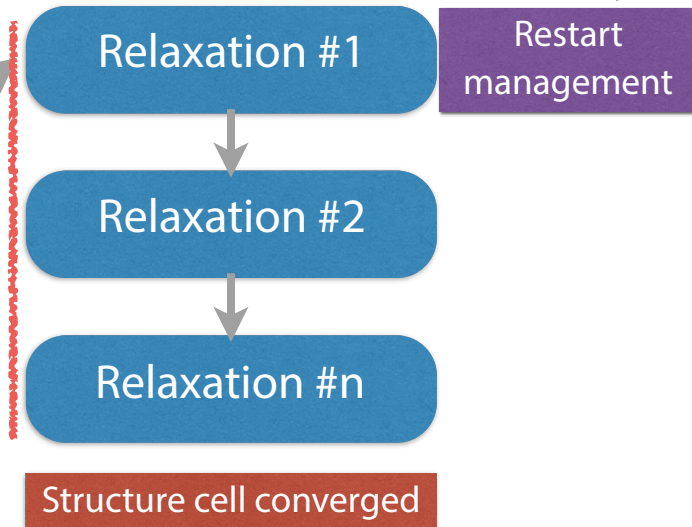 Relaxation #1
Restart
management
Relaxation #2
Relaxation #n
Structure cell converged